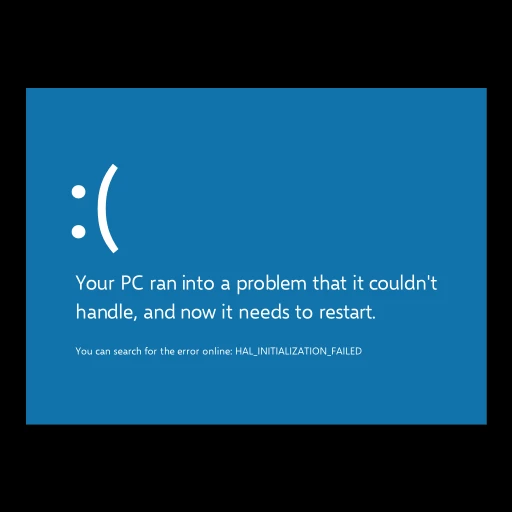 :(
Your PC ran into a problem that it couldn't
handle, and now it needs to restart.
You can search for the error online: HAL_INITIALIZATION_FAILED